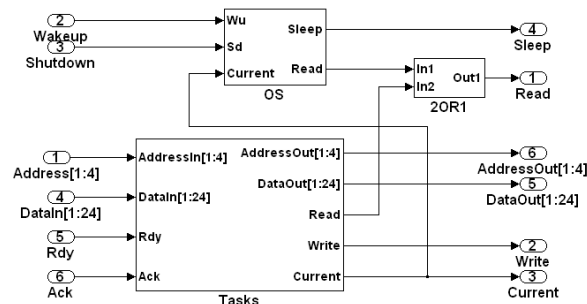 2
Wakeup
3
Shutdown
Wu
Sd
Current
Sleep
Read
OS
In1
In2
Out1
2OR1
4
Sleep
1
Read
1
Address[1:4]
4
DataIn[1:24]
5
Rdy
6
Ack
AddressIn[1:4]
DataIn[1:24]
Rdy
Ack
AddressOut[1:4]
DataOut[1:24]
Read
Write
Current
Tasks
6
AddressOut[1:4]
5
DataOut[1:24]
2
Write
3
Current